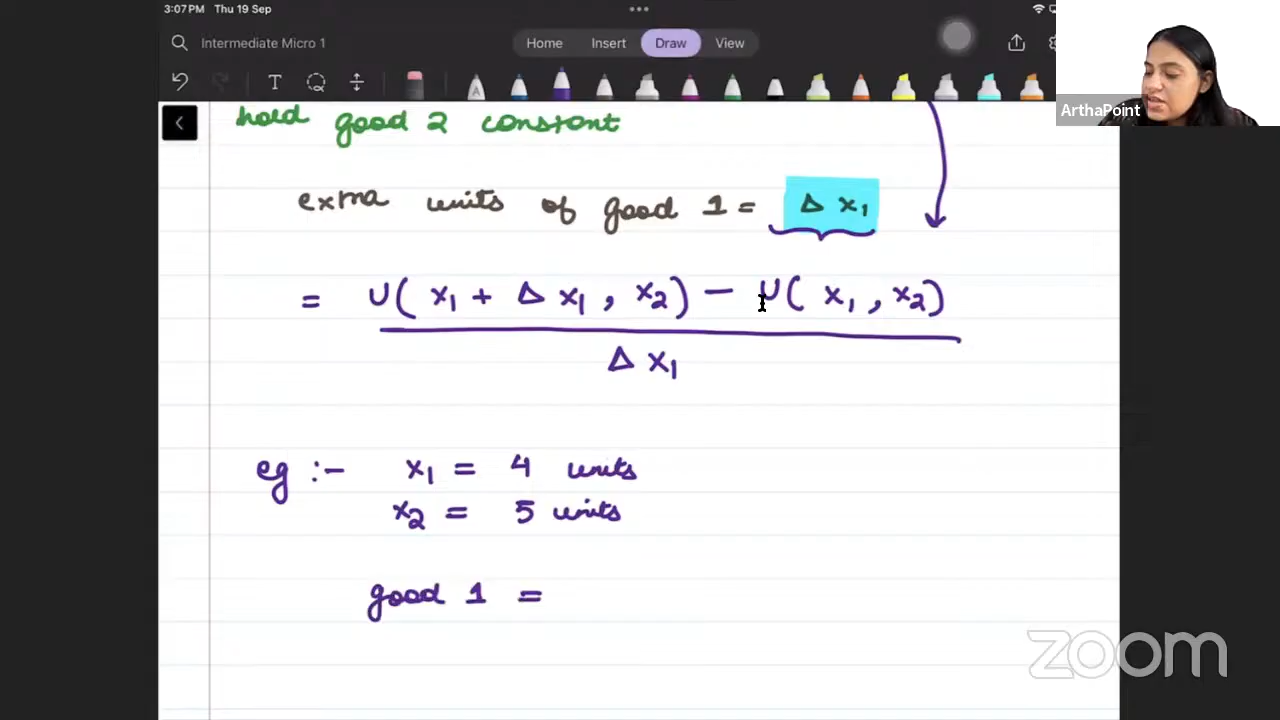 3:07 PM Thu 19 Sep
Intermediate Micro 1
Home Insert Draw View
ArthaPoint
hold good 2 constant
extra units of good 1 = Δ x₁
= U( x₁ + Δ x₁ , x₂ ) − U( x₁ , x₂ )
Δ x₁
eg :- x₁ = 4 units
x₂ = 5 units
good 1 =
zoom